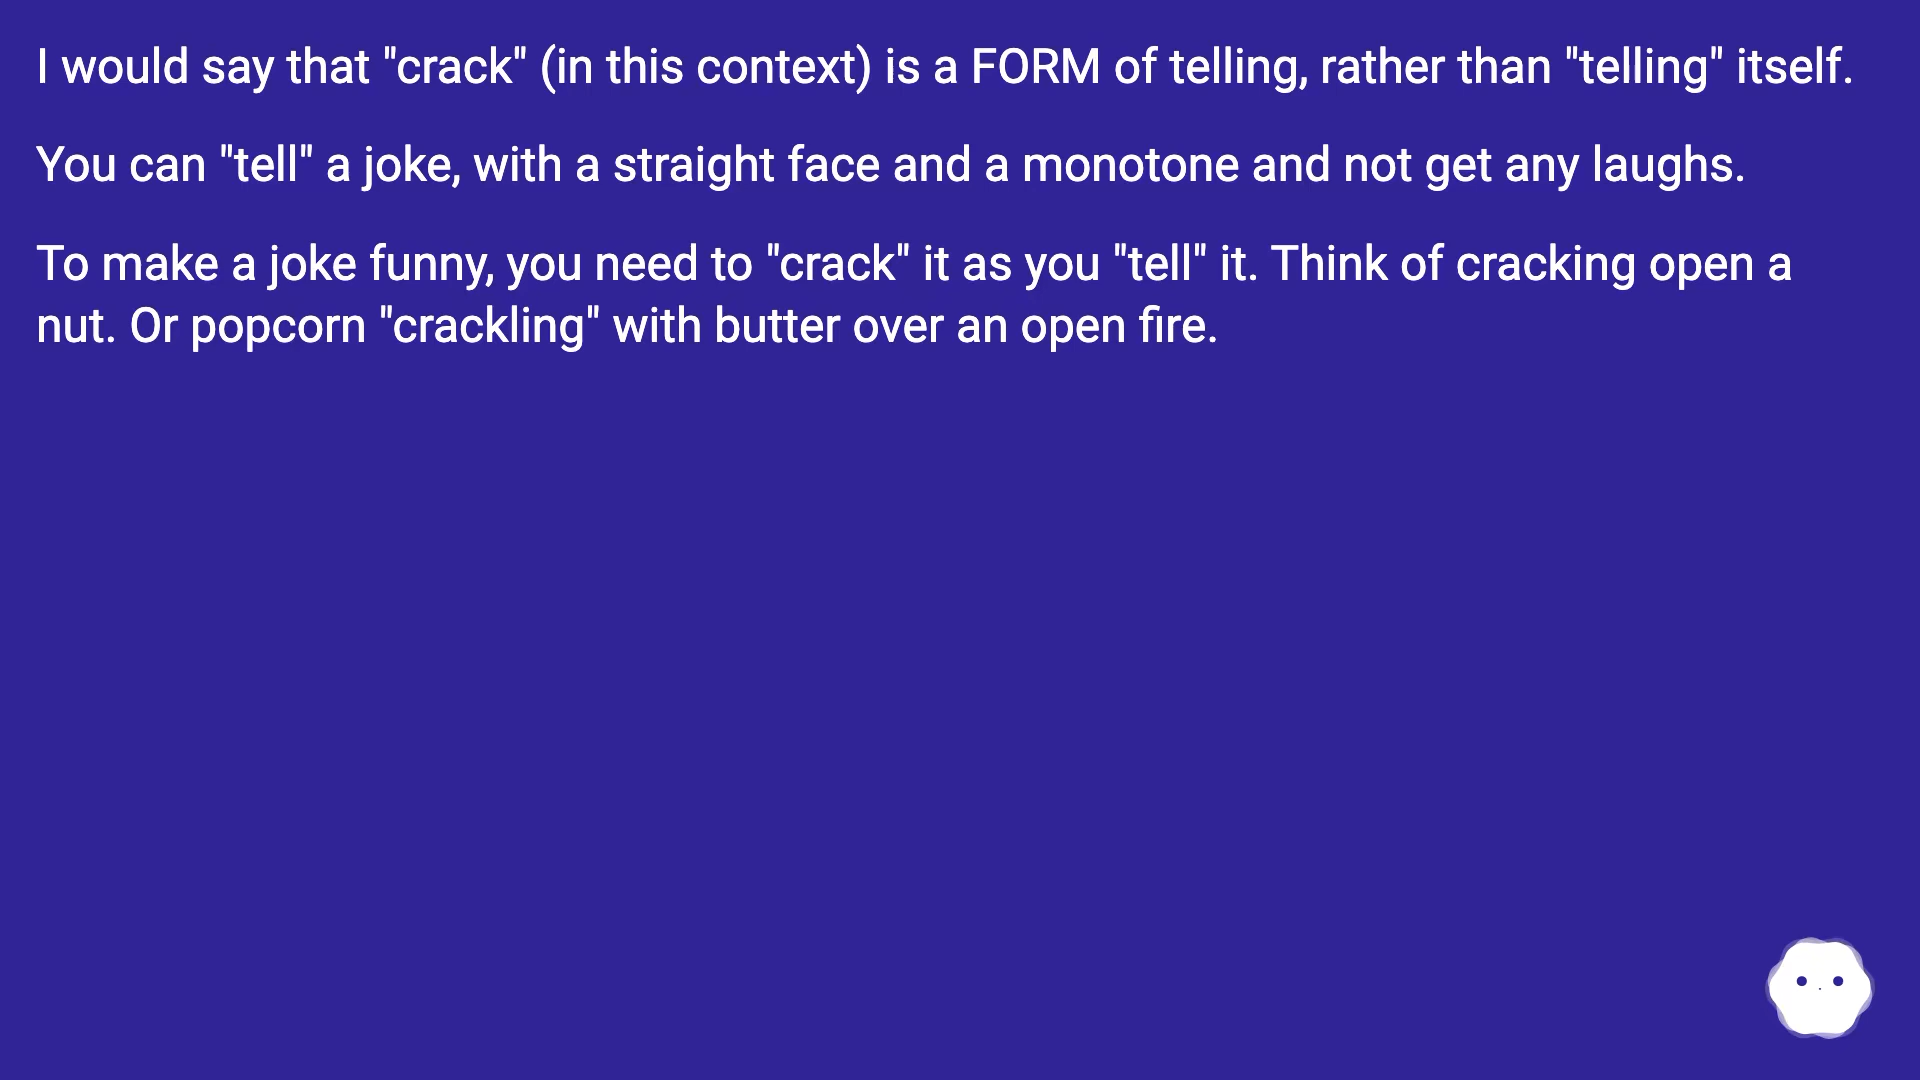 I would say that "crack" (in this context) is a FORM of telling, rather than "telling" itself.
You can "tell" a joke, with a straight face and a monotone and not get any laughs.
To make a joke funny, you need to "crack" it as you "tell" it. Think of cracking open a
nut. Or popcorn "crackling" with butter over an open fire.